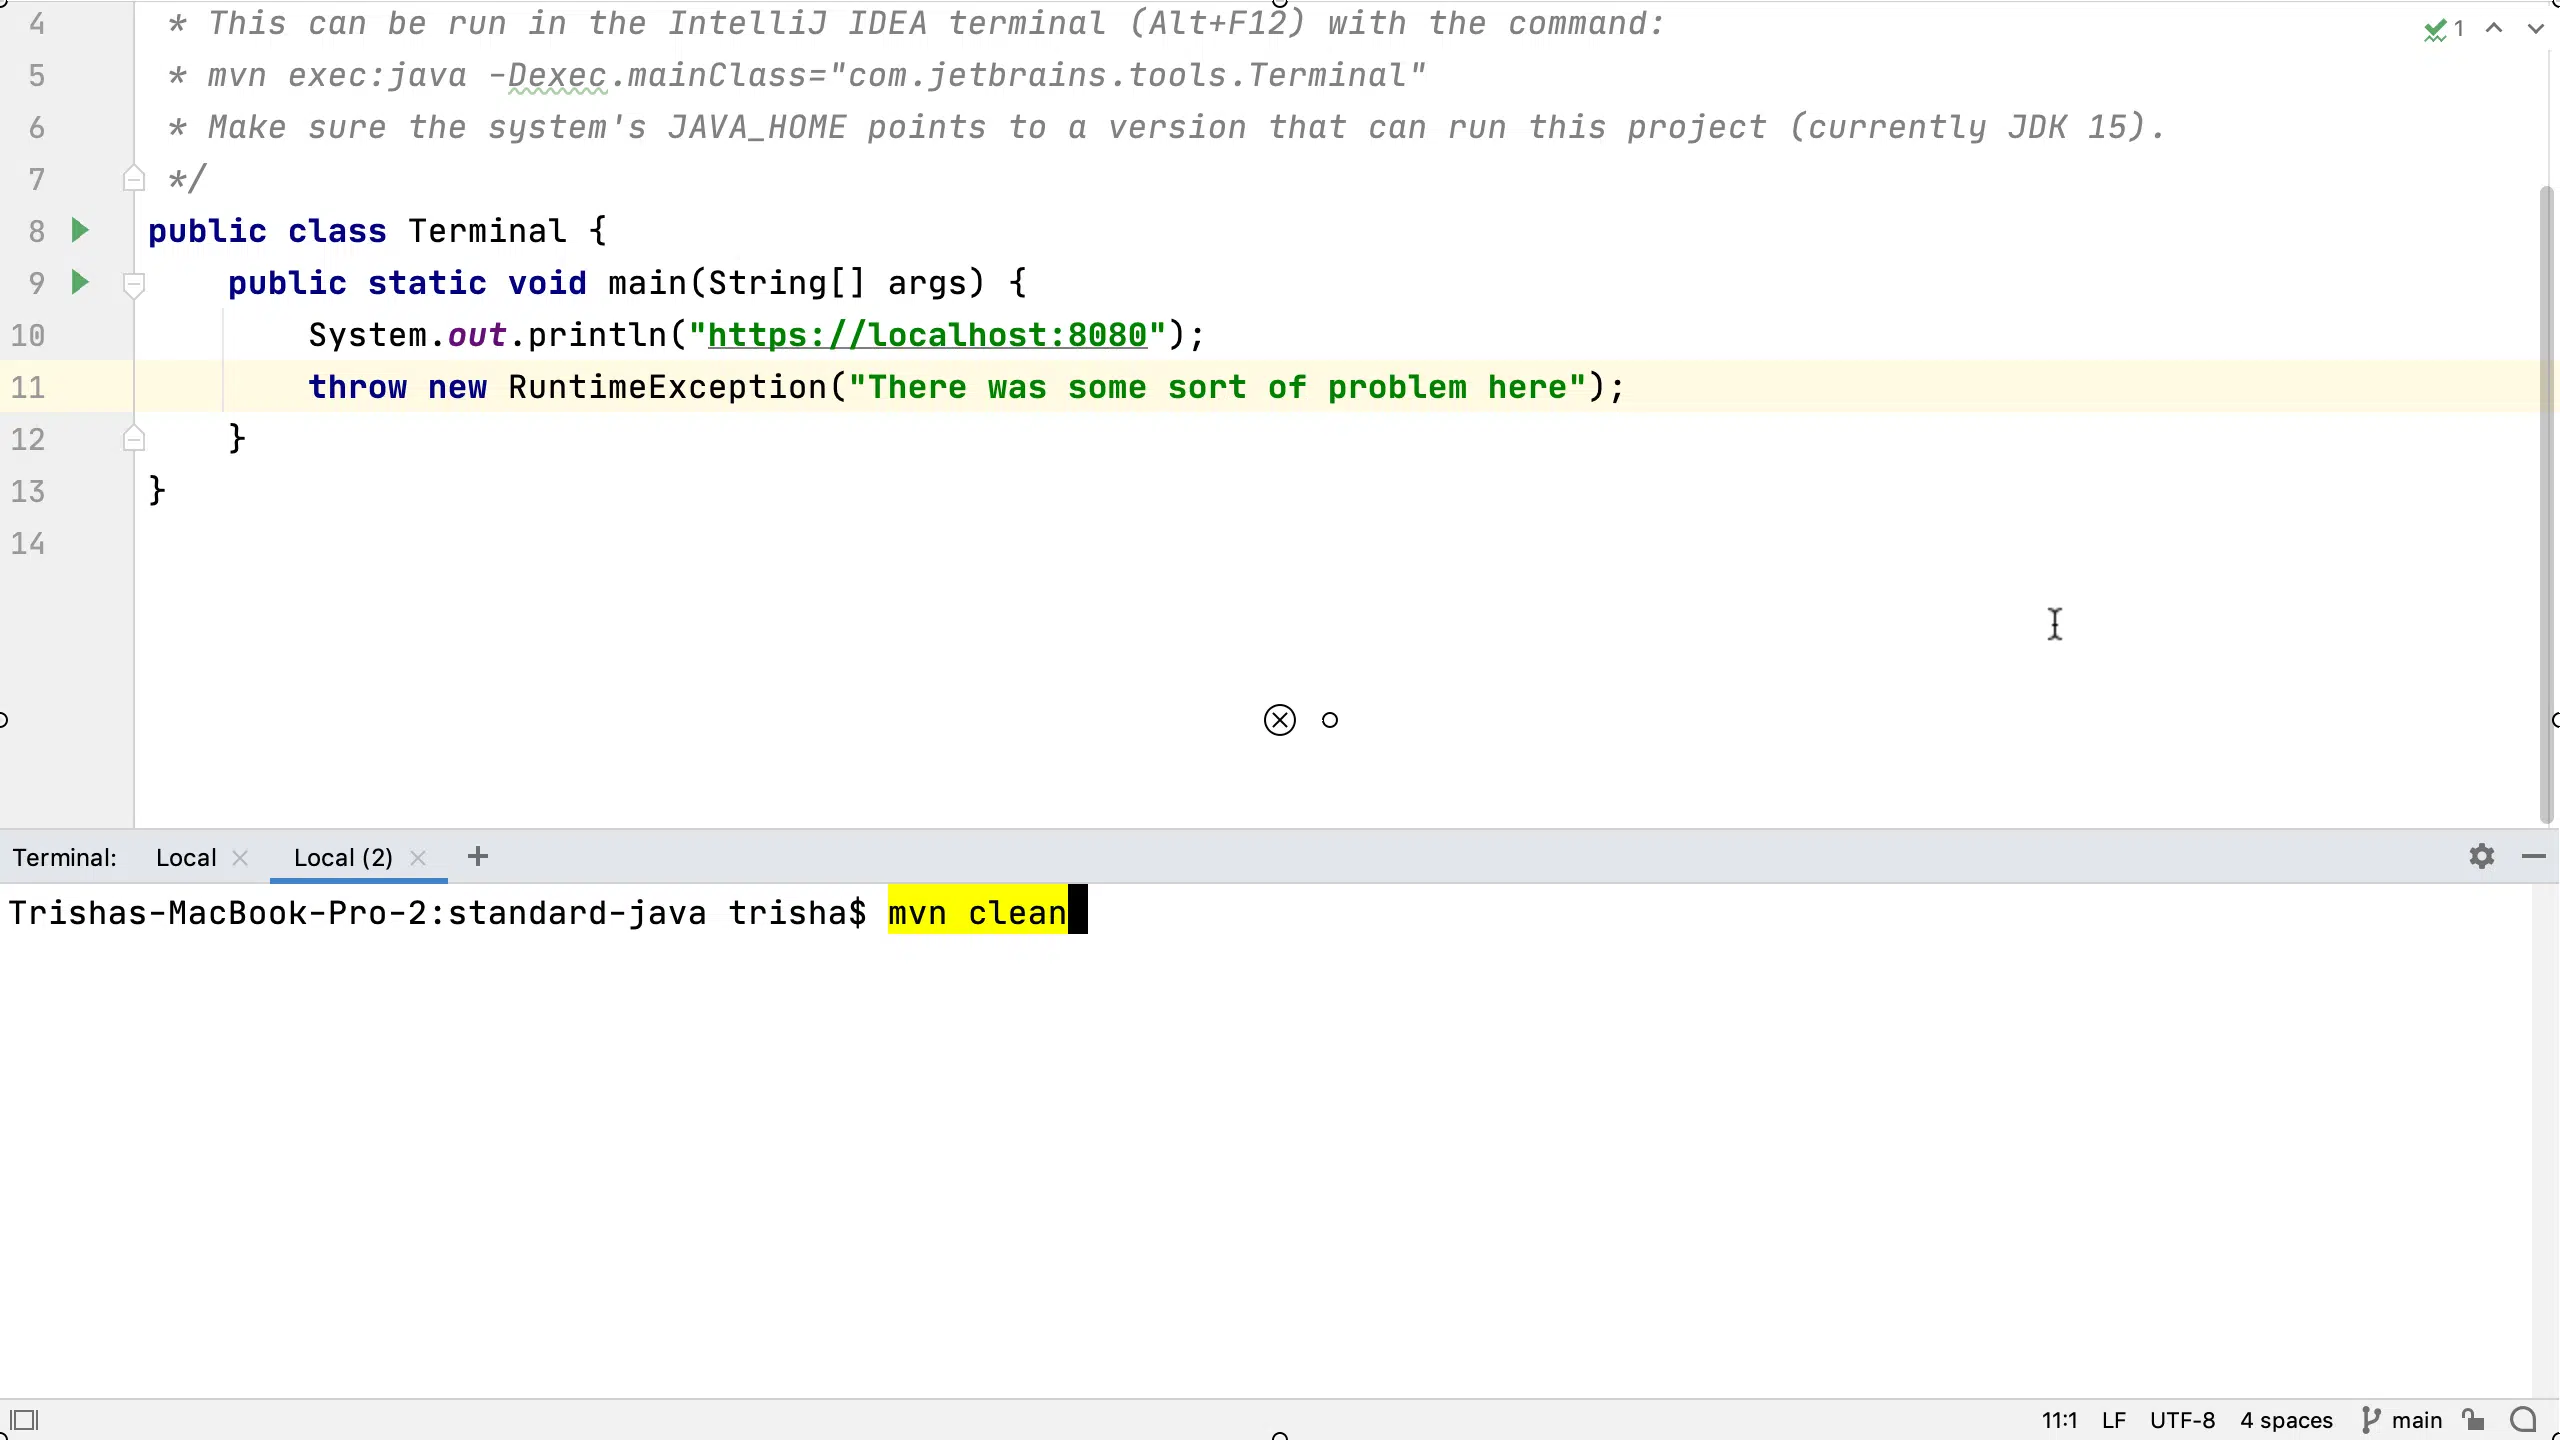 4 * This can be run in the IntelliJ IDEA terminal (Alt+F12) with the command:
1
5 * mvn exec:java -Dexec.mainClass="com.jetbrains.tools.Terminal"
6 * Make sure the system's JAVA_HOME points to a version that can run this project (currently JDK 15).
7 */
8 public class Terminal {
9 public static void main(String[] args) {
10 System.out.println("https://localhost:8080");
11 throw new RuntimeException("There was some sort of problem here");
12 }
13 }
14
Terminal: Local Local (2)
Trishas-MacBook-Pro-2:standard-java trisha$ mvn clean
11:1 LF UTF-8 4 spaces main